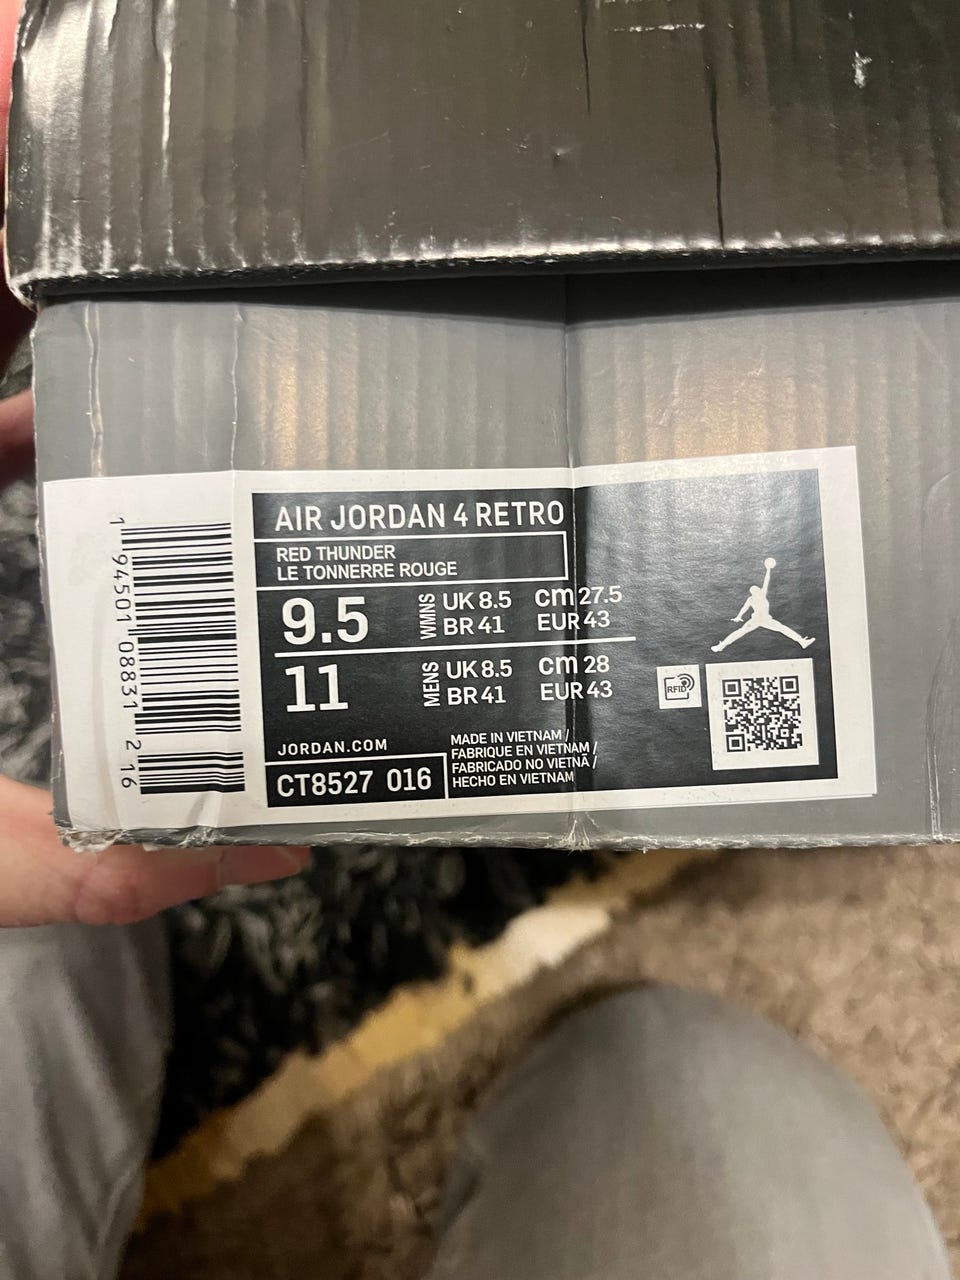 AIR JORDAN 4 RETRO
RED THUNDER
LE TONNERRE ROUGE
9.5 WMNS UK 8.5 cm 27.5
BR 41 EUR 43
11 MENS UK 8.5 cm 28
BR 41 EUR 43
RFID
JORDAN.COM
CT8527 016
MADE IN VIETNAM /
FABRIQUE EN VIETNAM /
FABRICADO NO VIETNÃ /
HECHO EN VIETNAM
1 94501 08831 2 16